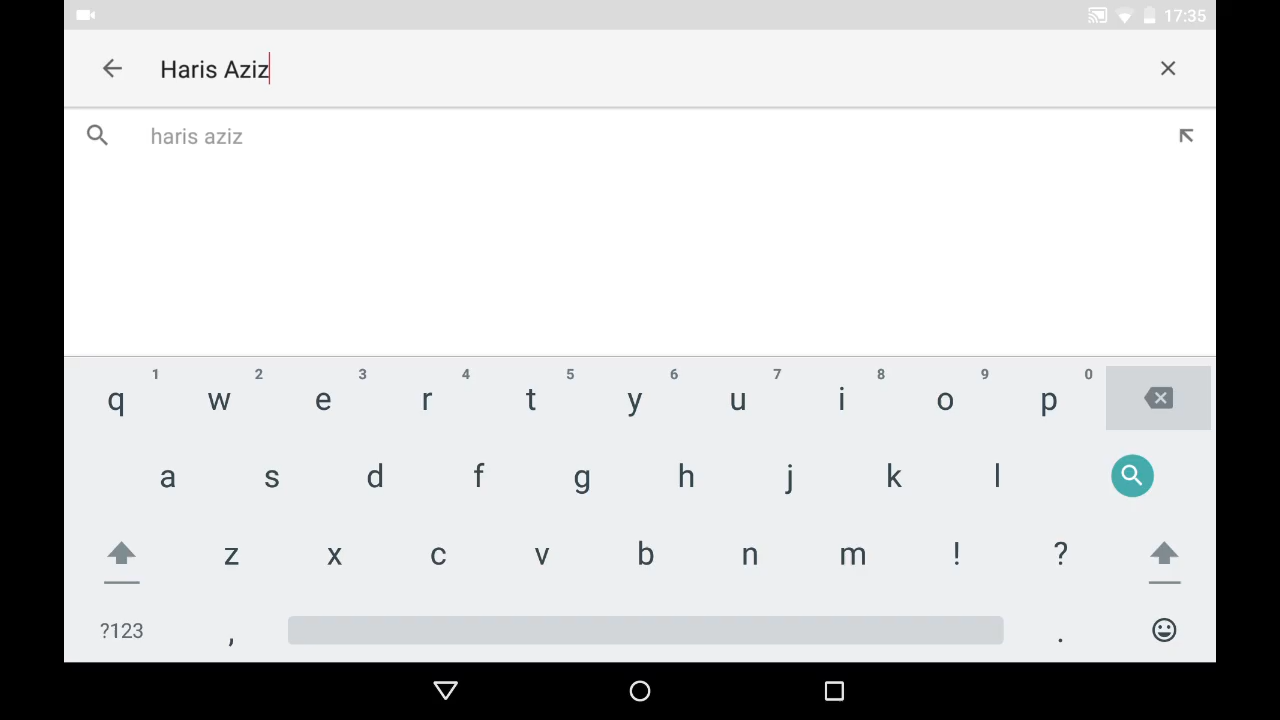 17:35
Haris Aziz
haris aziz
1 2 3 4 5 6 7 8 9 0
q w e r t y u i o p
a s d f g h j k l
z x c v b n m ! ?
?123 , .